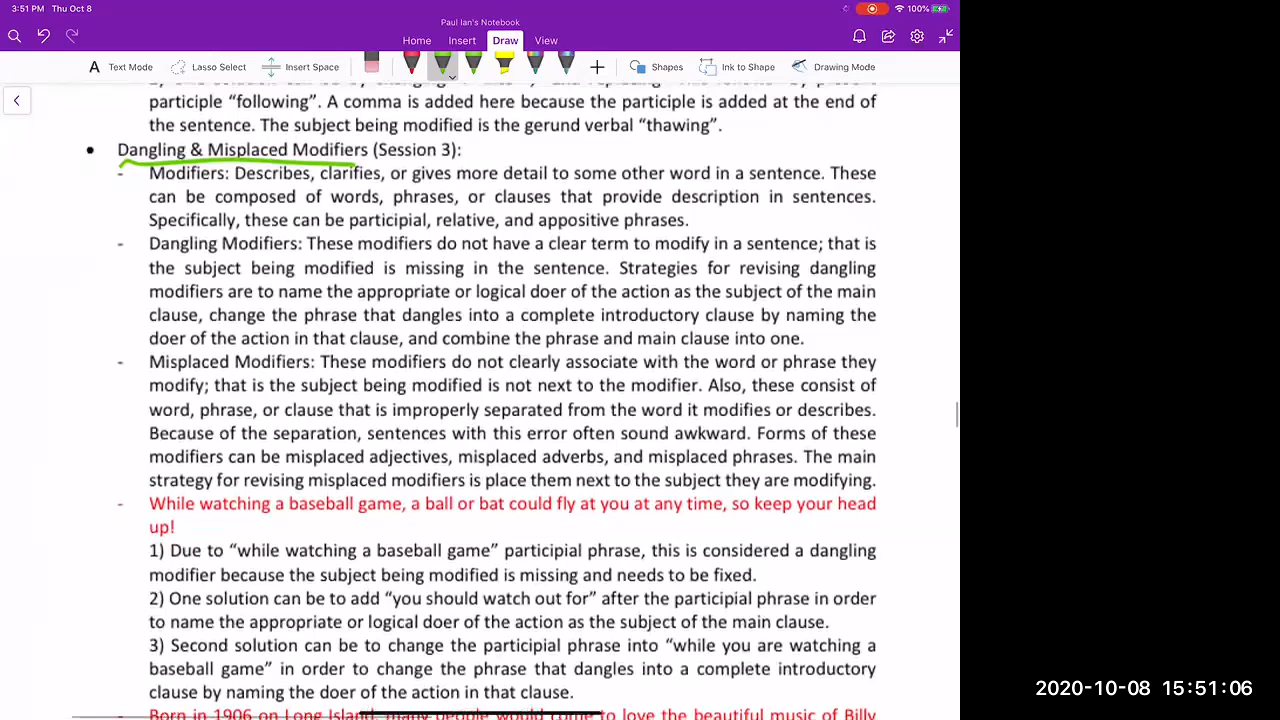 3:51 PM Thu Oct 8
100%
Paul Ian's Notebook
Home Insert Draw View
Text Mode Lasso Select Insert Space Shapes Ink to Shape Drawing Mode
participle “following”. A comma is added here because the participle is added at the end of
the sentence. The subject being modified is the gerund verbal “thawing”.
• Dangling & Misplaced Modifiers (Session 3):
- Modifiers: Describes, clarifies, or gives more detail to some other word in a sentence. These
can be composed of words, phrases, or clauses that provide description in sentences.
Specifically, these can be participial, relative, and appositive phrases.
- Dangling Modifiers: These modifiers do not have a clear term to modify in a sentence; that is
the subject being modified is missing in the sentence. Strategies for revising dangling
modifiers are to name the appropriate or logical doer of the action as the subject of the main
clause, change the phrase that dangles into a complete introductory clause by naming the
doer of the action in that clause, and combine the phrase and main clause into one.
- Misplaced Modifiers: These modifiers do not clearly associate with the word or phrase they
modify; that is the subject being modified is not next to the modifier. Also, these consist of
word, phrase, or clause that is improperly separated from the word it modifies or describes.
Because of the separation, sentences with this error often sound awkward. Forms of these
modifiers can be misplaced adjectives, misplaced adverbs, and misplaced phrases. The main
strategy for revising misplaced modifiers is place them next to the subject they are modifying.
- While watching a baseball game, a ball or bat could fly at you at any time, so keep your head
up!
1) Due to “while watching a baseball game” participial phrase, this is considered a dangling
modifier because the subject being modified is missing and needs to be fixed.
2) One solution can be to add “you should watch out for” after the participial phrase in order
to name the appropriate or logical doer of the action as the subject of the main clause.
3) Second solution can be to change the participial phrase into “while you are watching a
baseball game” in order to change the phrase that dangles into a complete introductory
clause by naming the doer of the action in that clause.
- Born in 1906 on Long Island, many people would come to love the beautiful music of Billy
2020-10-08 15:51:06